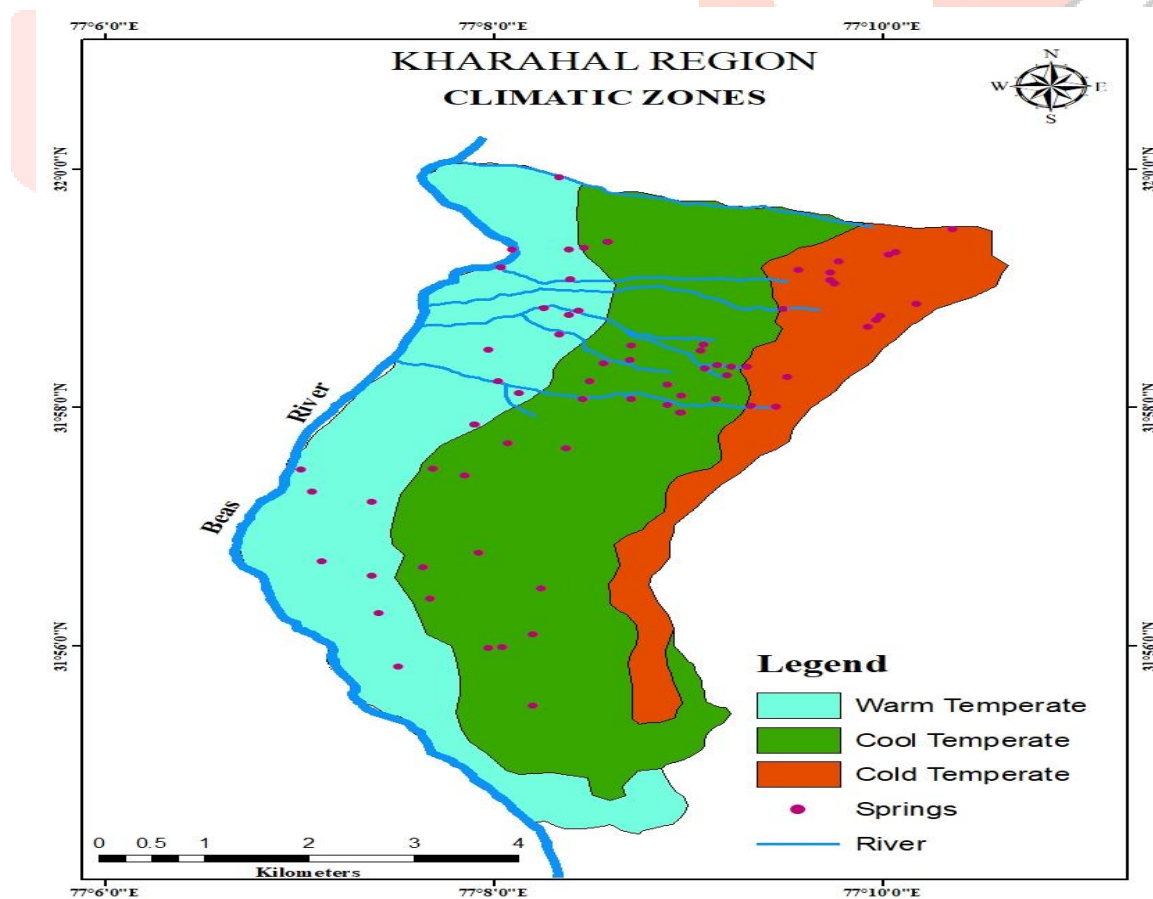 77°6'0"E 77°8'0"E 77°10'0"E
KHARAHAL REGION
CLIMATIC ZONES
N
W E
S
32°0'0"N 32°0'0"N
31°58'0"N 31°58'0"N
River
Beas
31°56'0"N 31°56'0"N
Legend
Warm Temperate
Cool Temperate
Cold Temperate
Springs
River
0 0.5 1 2 3 4
Kilometers
77°6'0"E 77°8'0"E 77°10'0"E